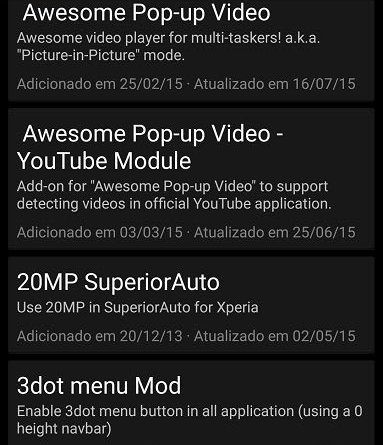 Awesome Pop-up Video
Awesome video player for multi-taskers! a.k.a.
"Picture-in-Picture" mode.
Adicionado em 25/02/15 · Atualizado em 16/07/15
Awesome Pop-up Video -
YouTube Module
Add-on for "Awesome Pop-up Video" to support
detecting videos in official YouTube application.
Adicionado em 03/03/15 · Atualizado em 25/06/15
20MP SuperiorAuto
Use 20MP in SuperiorAuto for Xperia
Adicionado em 20/12/13 · Atualizado em 02/05/15
3dot menu Mod
Enable 3dot menu button in all application (using a 0
height navbar)